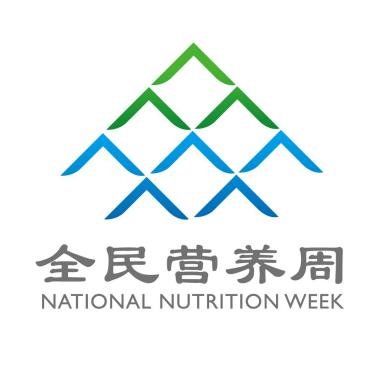 全民营养周
NATIONAL NUTRITION WEEK